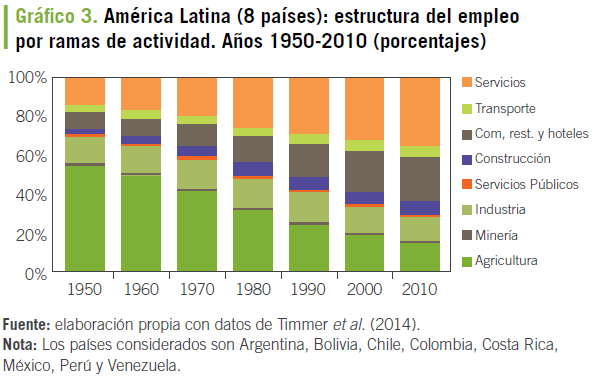 Gráfico 3. América Latina (8 países): estructura del empleo
por ramas de actividad. Años 1950-2010 (porcentajes)
100%
80%
60%
40%
20%
0%
1950 1960 1970 1980 1990 2000 2010
Servicios
Transporte
Com, rest. y hoteles
Construcción
Servicios Públicos
Industria
Minería
Agricultura
Fuente: elaboración propia con datos de Timmer et al. (2014).
Nota: Los países considerados son Argentina, Bolivia, Chile, Colombia, Costa Rica,
México, Perú y Venezuela.